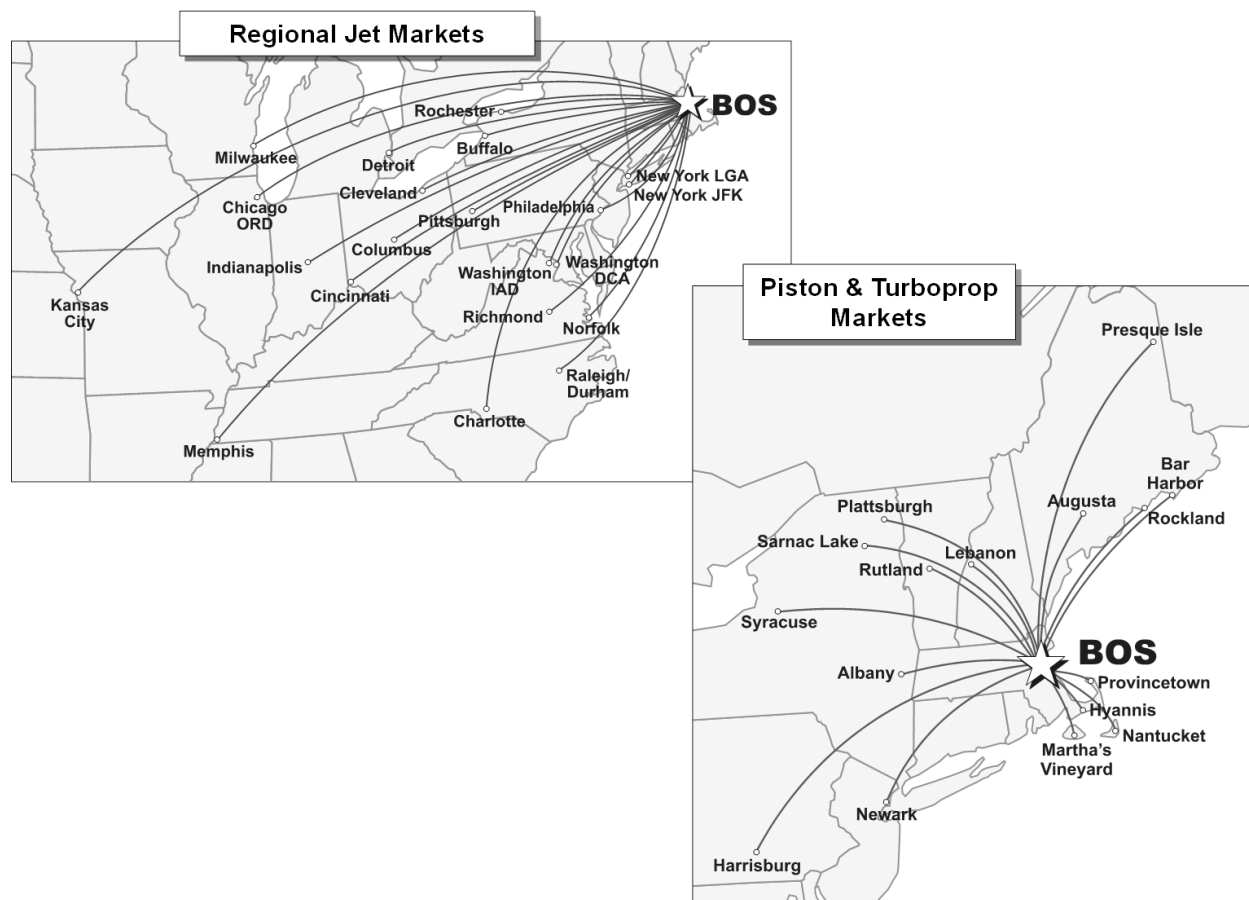 Regional Jet Markets
BOS
Rochester
Milwaukee
Detroit
Buffalo
Cleveland
New York LGA
New York JFK
Chicago
ORD
Pittsburgh
Philadelphia
Columbus
Indianapolis
Washington
IAD
Washington
DCA
Cincinnati
Kansas
City
Richmond
Norfolk
Raleigh/
Durham
Charlotte
Memphis
Piston & Turboprop
Markets
Presque Isle
Bar
Harbor
Augusta
Rockland
Plattsburgh
Sarnac Lake
Lebanon
Rutland
Syracuse
BOS
Albany
Provincetown
Hyannis
Nantucket
Martha's
Vineyard
Newark
Harrisburg